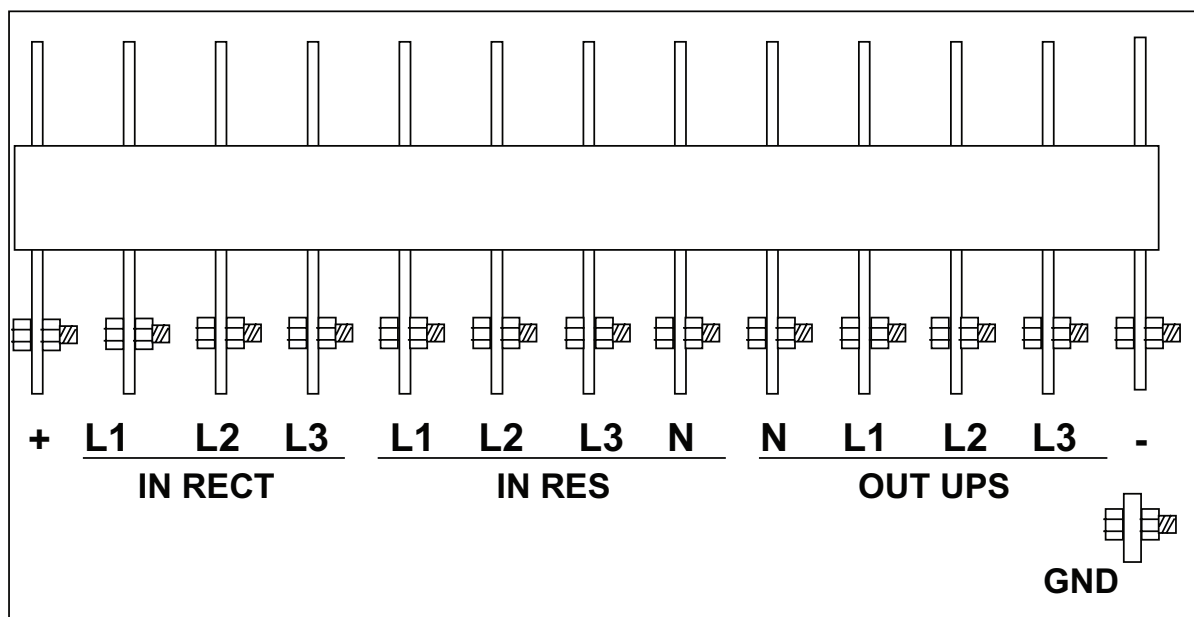 + L1 L2 L3 L1 L2 L3 N N L1 L2 L3 -
IN RECT IN RES OUT UPS
GND